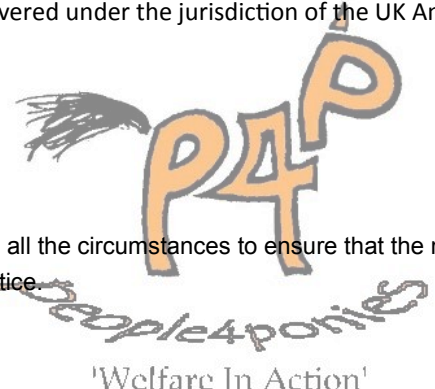 vered under the jurisdiction of the UK An
P4P
all the circumstances to ensure that the
tice.
People4poniES
'Welfare In Action'